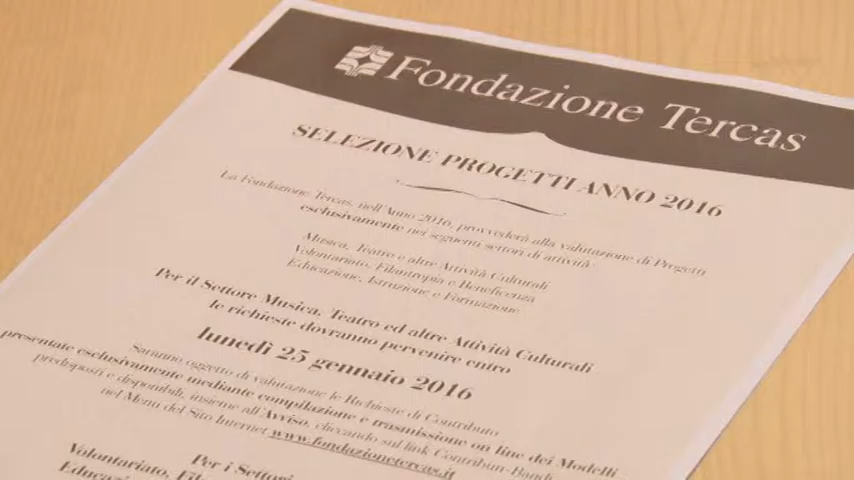 Fondazione Tercas
SELEZIONE PROGETTI ANNO 2016
La Fondazione Tercas, nell'Anno 2016, provvederà alla valutazione di Progetti
esclusivamente nei seguenti settori di attività:
Musica, Teatro e altre Attività Culturali
Volontariato, Filantropia e Beneficenza
Educazione, Istruzione e Formazione
Per il Settore Musica, Teatro ed altre Attività Culturali
le richieste dovranno pervenire entro
lunedì 25 gennaio 2016
Saranno oggetto di valutazione le Richieste di Contributo
presentate esclusivamente mediante compilazione e trasmissione on line dei Modelli
predisposti e disponibili, insieme all'Avviso, cliccando sul link Contributi-Bandi
nel Menù del Sito Internet www.fondazionetercas.it
Per i Settori
Volontariato,